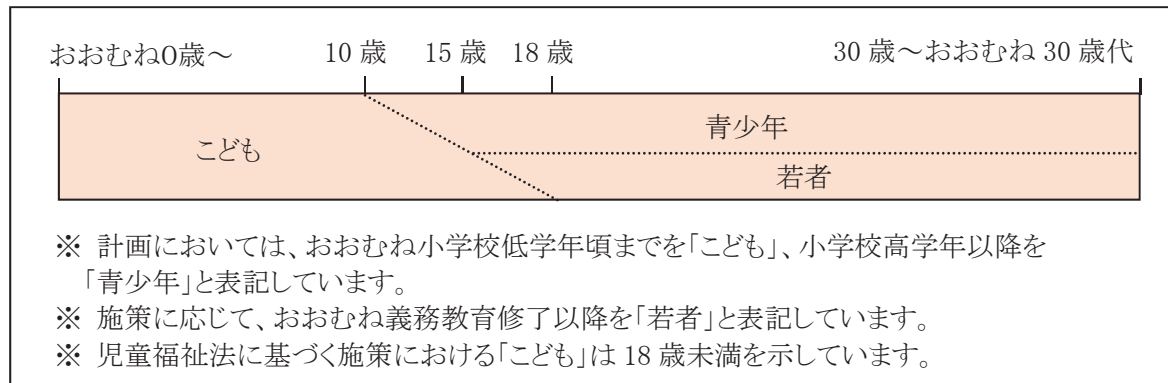 おおむね0歳～ 10 歳 15 歳 18 歳 30 歳～おおむね 30 歳代
青少年
こども
若者
※ 計画においては、おおむね小学校低学年頃までを「こども」、小学校高学年以降を
「青少年」と表記しています。
※ 施策に応じて、おおむね義務教育修了以降を「若者」と表記しています。
※ 児童福祉法に基づく施策における「こども」は 18 歳未満を示しています。